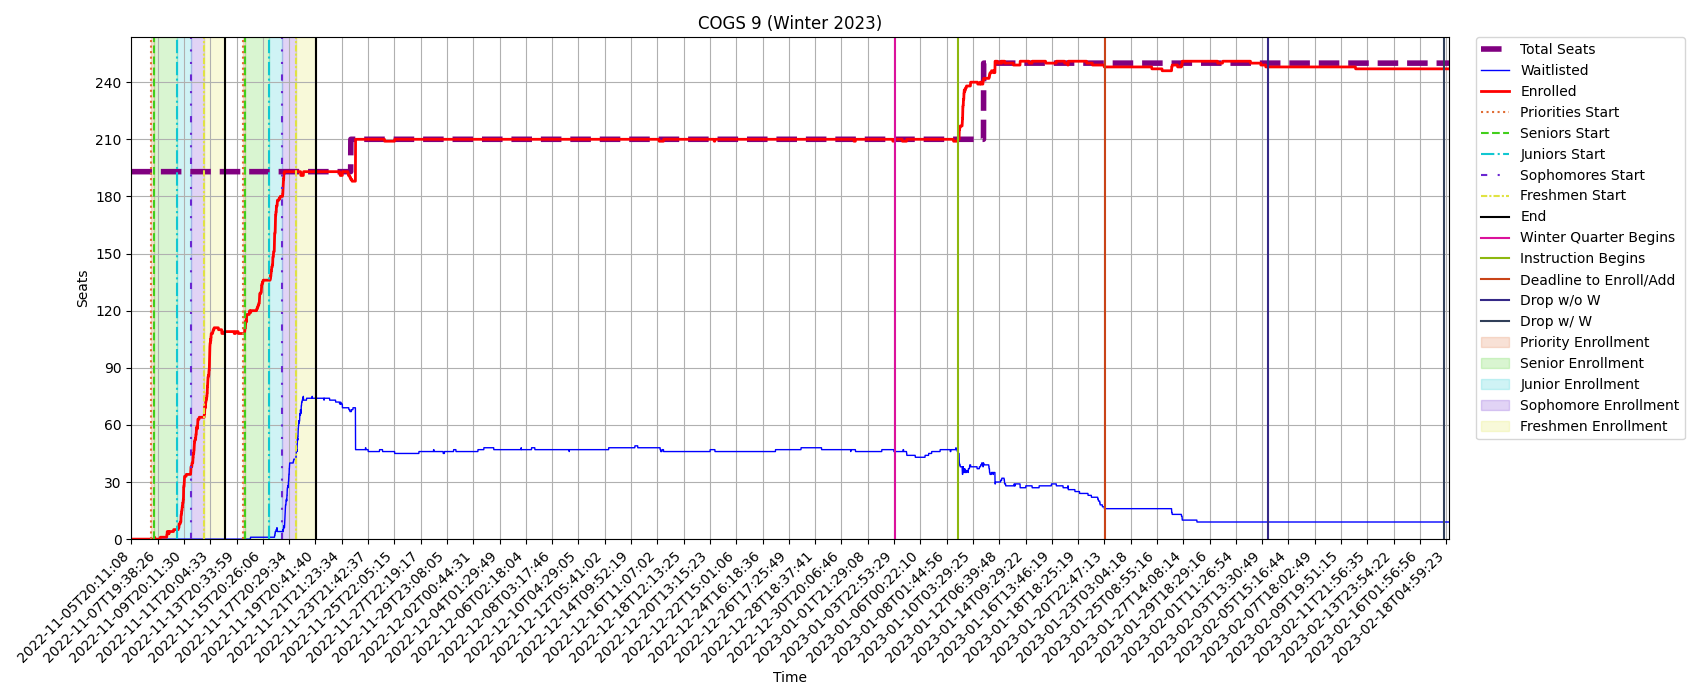 COGS 9 (Winter 2023)
Seats
240
210
180
150
120
90
60
30
0
2022-11-05T20:11:08
2022-11-07T19:38:26
2022-11-09T20:11:30
2022-11-11T20:04:33
2022-11-13T20:33:59
2022-11-15T20:26:06
2022-11-17T20:29:34
2022-11-19T20:41:40
2022-11-21T21:23:34
2022-11-23T21:42:37
2022-11-25T22:05:15
2022-11-27T22:19:17
2022-11-29T23:08:05
2022-12-02T00:44:31
2022-12-04T01:29:49
2022-12-06T02:18:04
2022-12-08T03:17:46
2022-12-10T04:29:05
2022-12-12T05:41:02
2022-12-14T09:52:19
2022-12-16T11:07:02
2022-12-18T12:13:25
2022-12-20T13:15:23
2022-12-22T15:01:06
2022-12-24T16:18:36
2022-12-26T17:25:49
2022-12-28T18:37:41
2022-12-30T20:06:46
2023-01-01T21:29:08
2023-01-03T22:53:29
2023-01-06T00:22:10
2023-01-08T01:44:56
2023-01-10T03:29:25
2023-01-12T06:39:48
2023-01-14T09:29:22
2023-01-16T13:46:19
2023-01-18T18:25:19
2023-01-20T22:47:13
2023-01-23T03:04:18
2023-01-25T08:55:16
2023-01-27T14:08:14
2023-01-29T18:29:16
2023-02-01T11:26:54
2023-02-03T13:30:49
2023-02-05T15:16:44
2023-02-07T18:02:49
2023-02-09T19:51:15
2023-02-11T21:56:35
2023-02-13T23:54:22
2023-02-16T01:56:56
2023-02-18T04:59:23
Time
Total Seats
Waitlisted
Enrolled
Priorities Start
Seniors Start
Juniors Start
Sophomores Start
Freshmen Start
End
Winter Quarter Begins
Instruction Begins
Deadline to Enroll/Add
Drop w/o W
Drop w/ W
Priority Enrollment
Senior Enrollment
Junior Enrollment
Sophomore Enrollment
Freshmen Enrollment